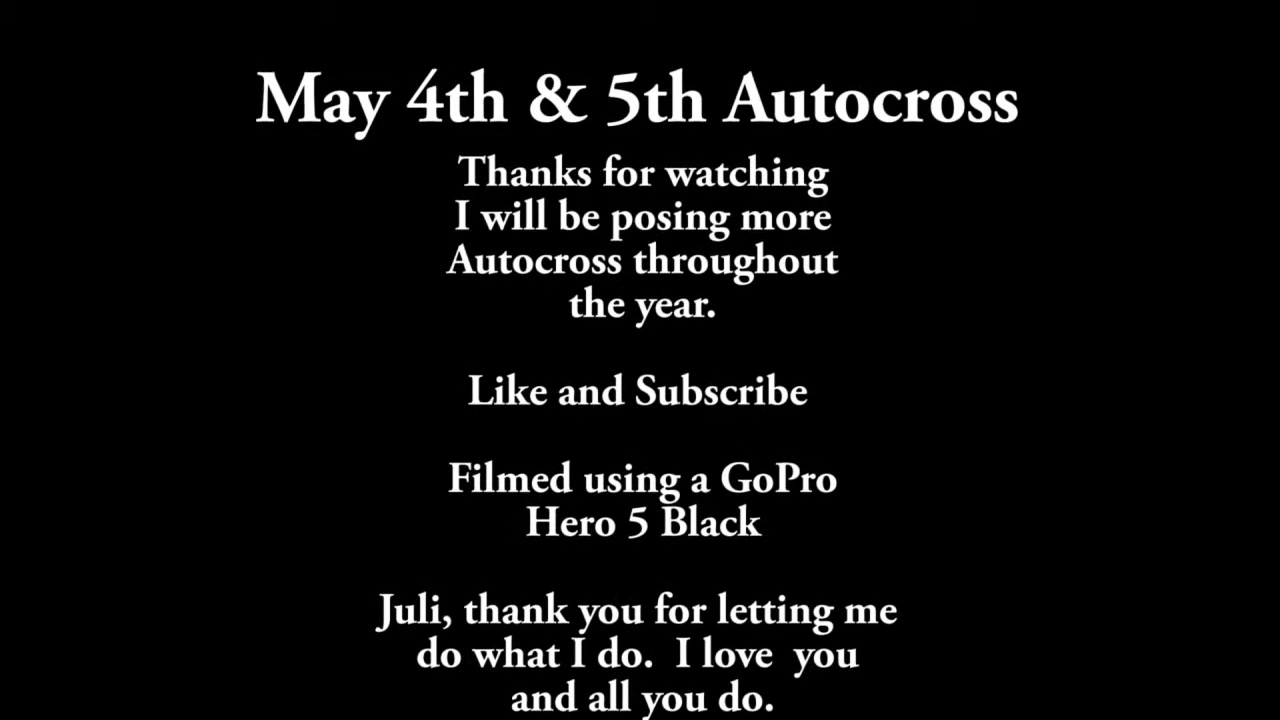 May 4th & 5th Autocross
Thanks for watching
I will be posing more
Autocross throughout
the year.
Like and Subscribe
Filmed using a GoPro
Hero 5 Black
Juli, thank you for letting me
do what I do.  I love  you
and all you do.